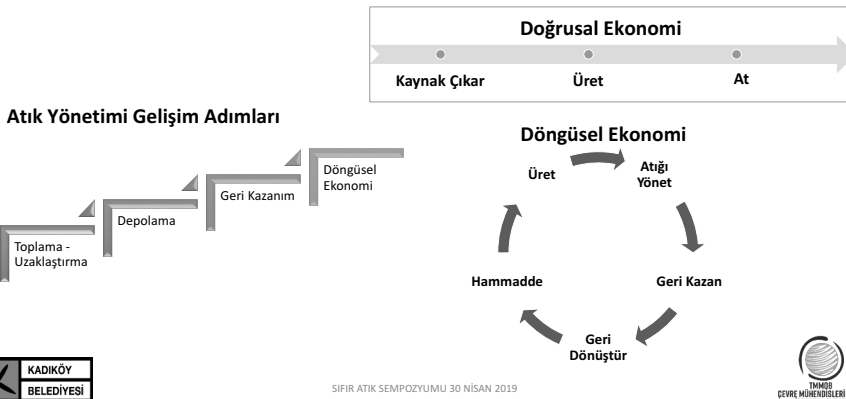 Doğrusal Ekonomi
Kaynak Çıkar
Üret
At
Atık Yönetimi Gelişim Adımları
Toplama -
Uzaklaştırma
Depolama
Geri Kazanım
Döngüsel
Ekonomi
Döngüsel Ekonomi
Üret
Atığı
Yönet
Geri Kazan
Geri
Dönüştür
Hammadde
KADIKÖY
BELEDİYESİ
SIFIR ATIK SEMPOZYUMU 30 NİSAN 2019
TMMOB
ÇEVRE MÜHENDİSLERİ